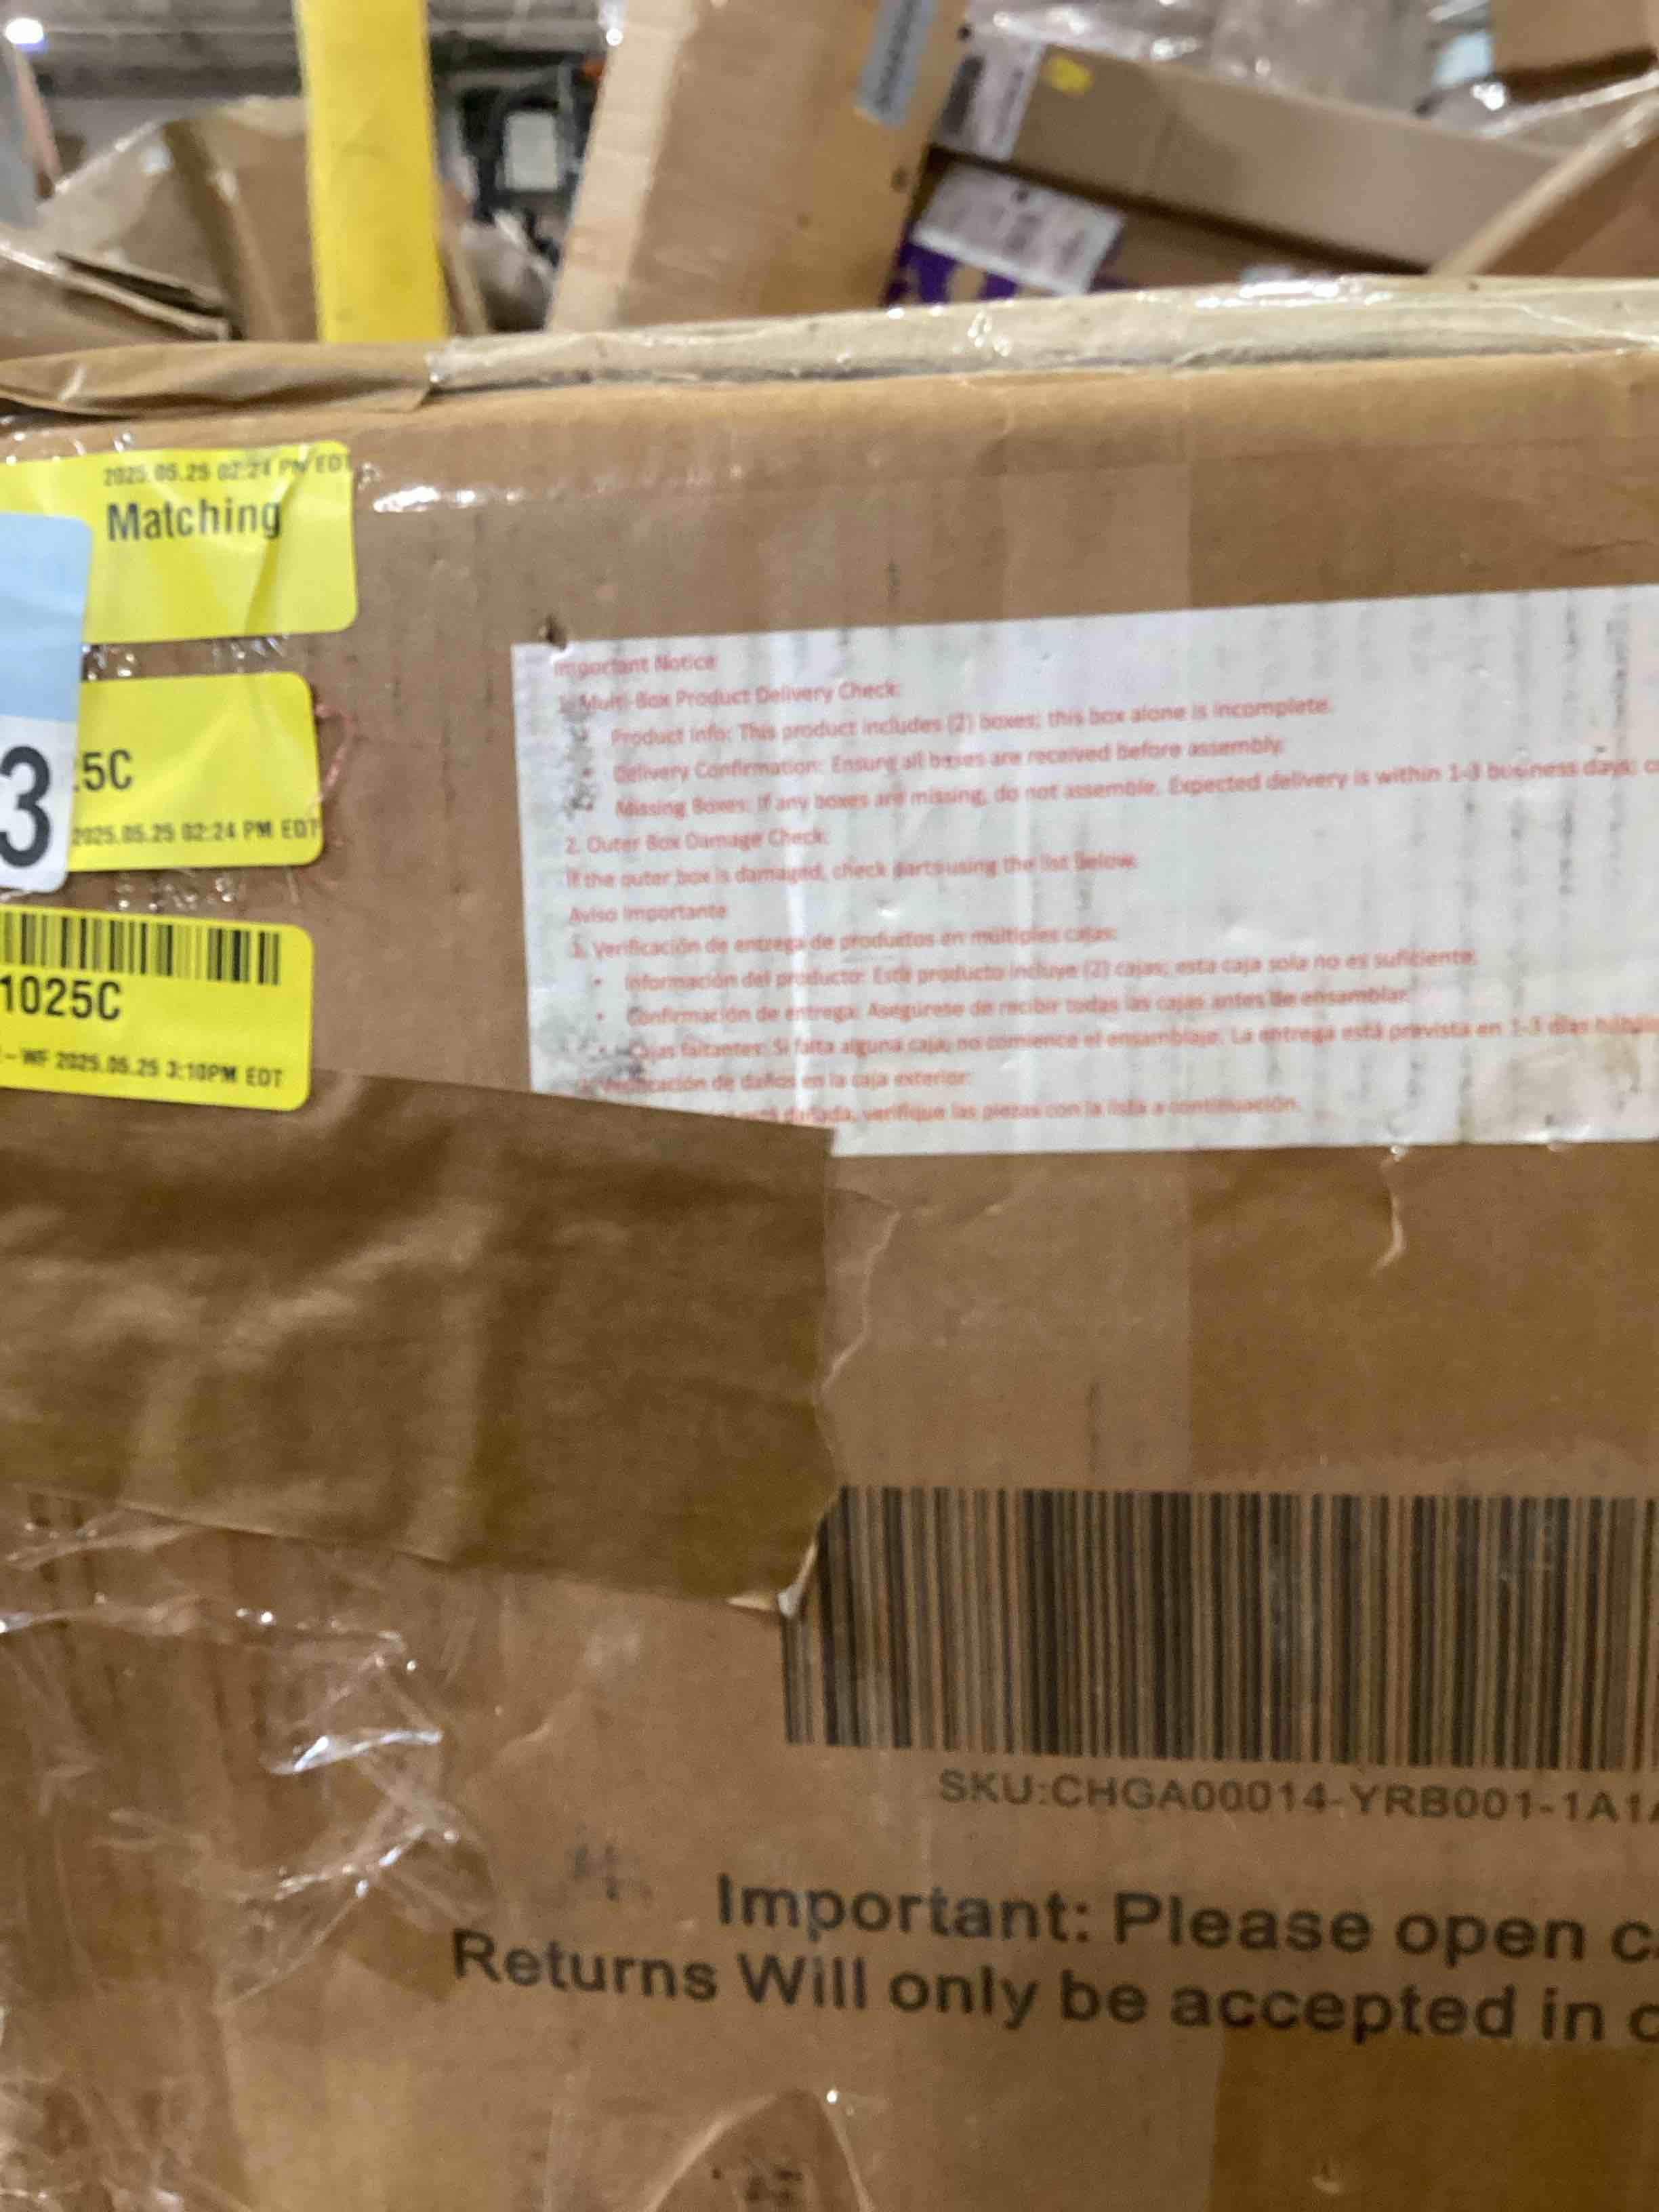 2025.05.25 02:24 PM EDT
Matching
3
5C
2025.05.25 02:24 PM EDT
1025C
- WF 2025.05.25 3:10PM EDT
Important Notice
1. Multi-Box Product Delivery Check:
• Product Info: This product includes (2) boxes; this box alone is incomplete.
• Delivery Confirmation: Ensure all boxes are received before assembly.
• Missing Boxes: If any boxes are missing, do not assemble. Expected delivery is within 1-3 business days;
2. Outer Box Damage Check:
If the outer box is damaged, check parts using the list below.
Aviso Importante
1. Verificación de entrega de productos en múltiples cajas:
• Información del producto: Este producto incluye (2) cajas; esta caja sola no es suficiente.
• Confirmación de entrega: Asegúrese de recibir todas las cajas antes de ensamblar.
• Cajas faltantes: Si falta alguna caja, no comience el ensamblaje. La entrega está prevista en 1-3 días hábiles
Verificación de daños en la caja exterior:
está dañada, verifique las piezas con la lista a continuación.
SKU:CHGA00014-YRB001-1A1
Important: Please open
Returns Will only be accepted in